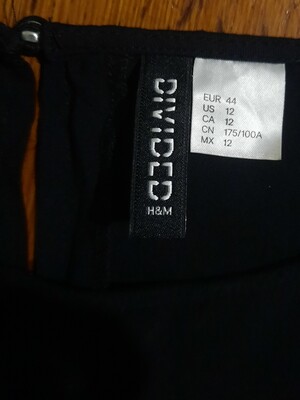 DIVIDED
H&M
EUR 44
US 12
CA 12
CN 175/100A
MX 12